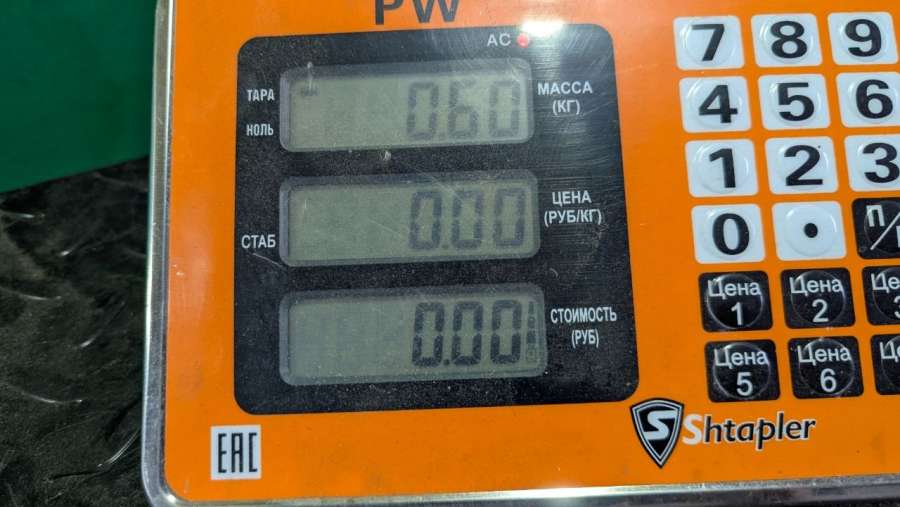 PW
AC
ТАРА
0.60
МАССА
(КГ)
НОЛЬ
0.00
ЦЕНА
(РУБ/КГ)
СТАБ
0.00
СТОИМОСТЬ
(РУБ)
7 8 9
4 5 6
1 2 3
0 .
Цена
1
Цена
2
Цена
5
Цена
6
EAC
S Shtapler